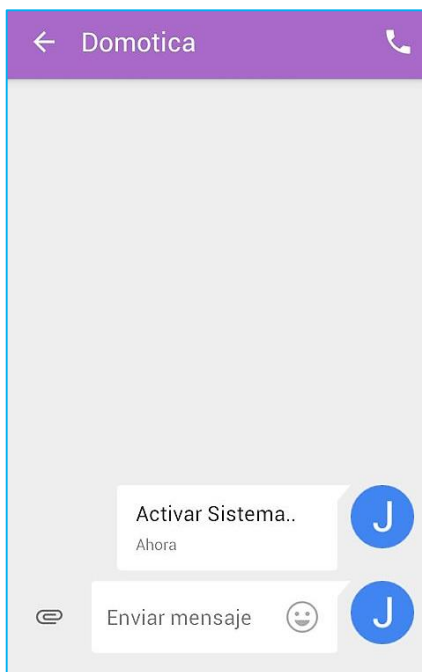 Domotica
Activar Sistema..
Ahora
J
Enviar mensaje
J